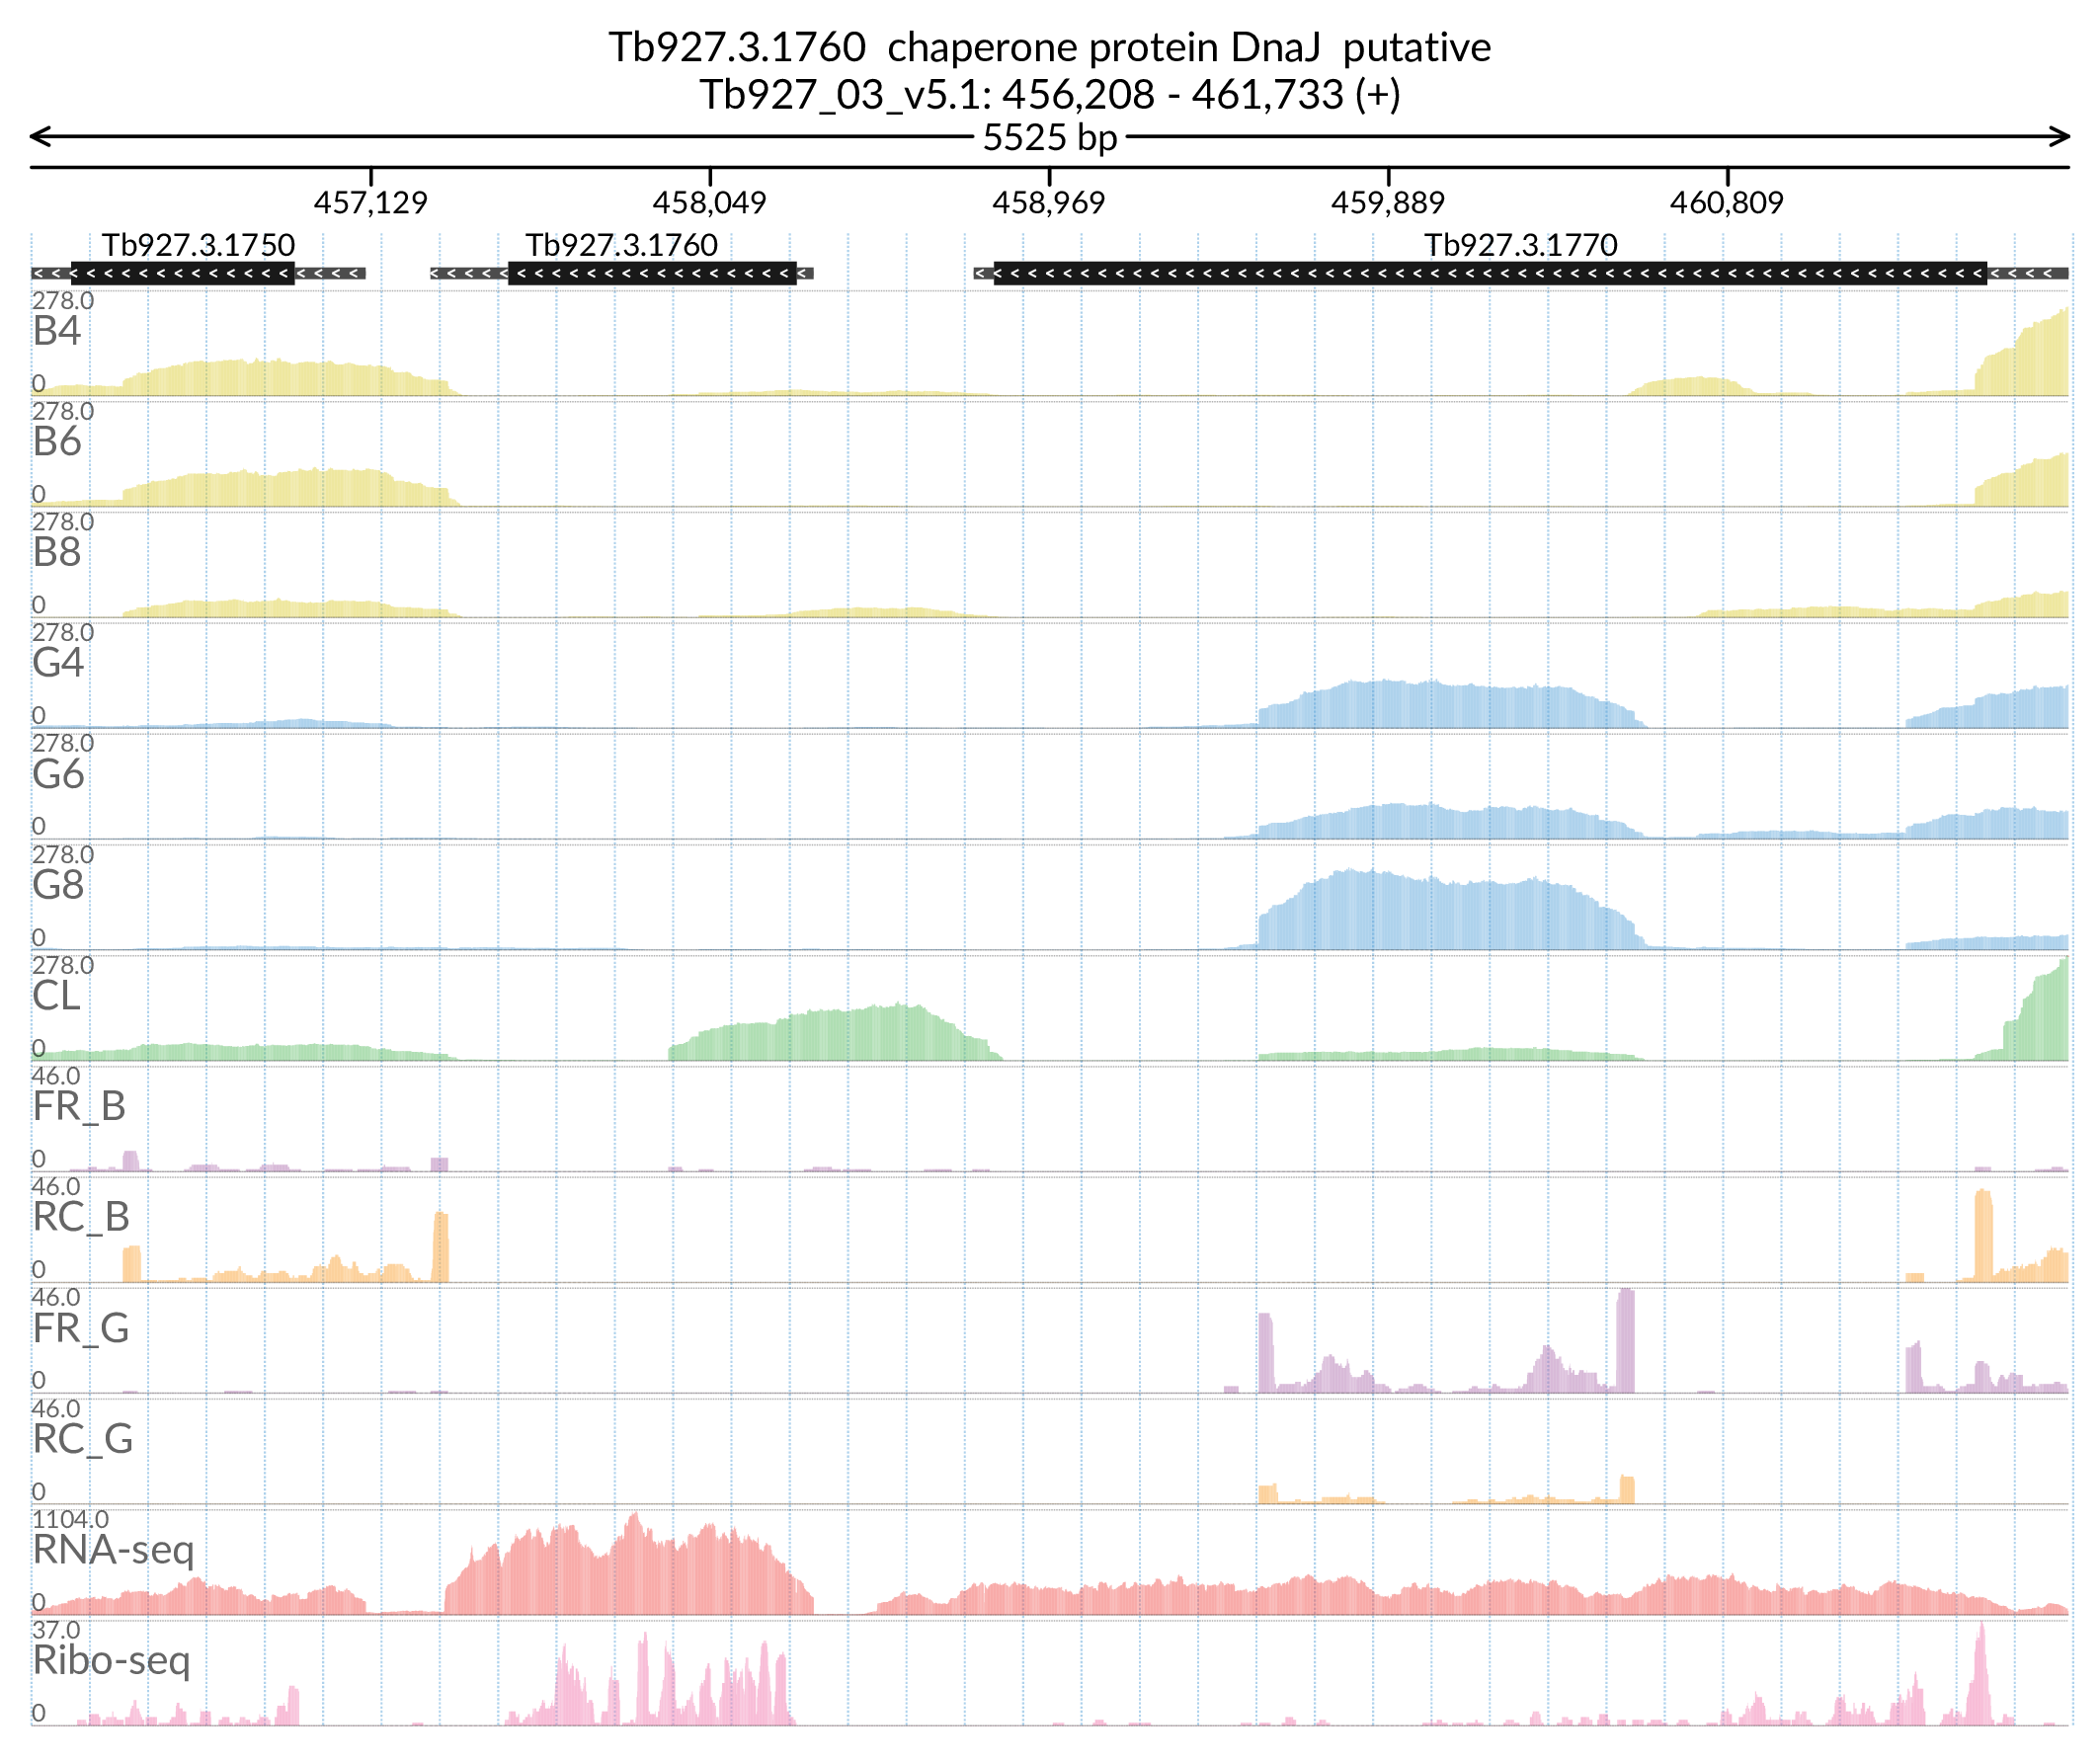 Tb927.3.1760 chaperone protein DnaJ putative
Tb927_03_v5.1: 456,208 - 461,733 (+)
5525 bp
457,129 458,049 458,969 459,889 460,809
Tb927.3.1750 Tb927.3.1760 Tb927.3.1770
278.0
B4
0
278.0
B6
0
278.0
B8
0
278.0
G4
0
278.0
G6
0
278.0
G8
0
278.0
CL
0
46.0
FR_B
0
46.0
RC_B
0
46.0
FR_G
0
46.0
RC_G
0
1104.0
RNA-seq
0
37.0
Ribo-seq
0